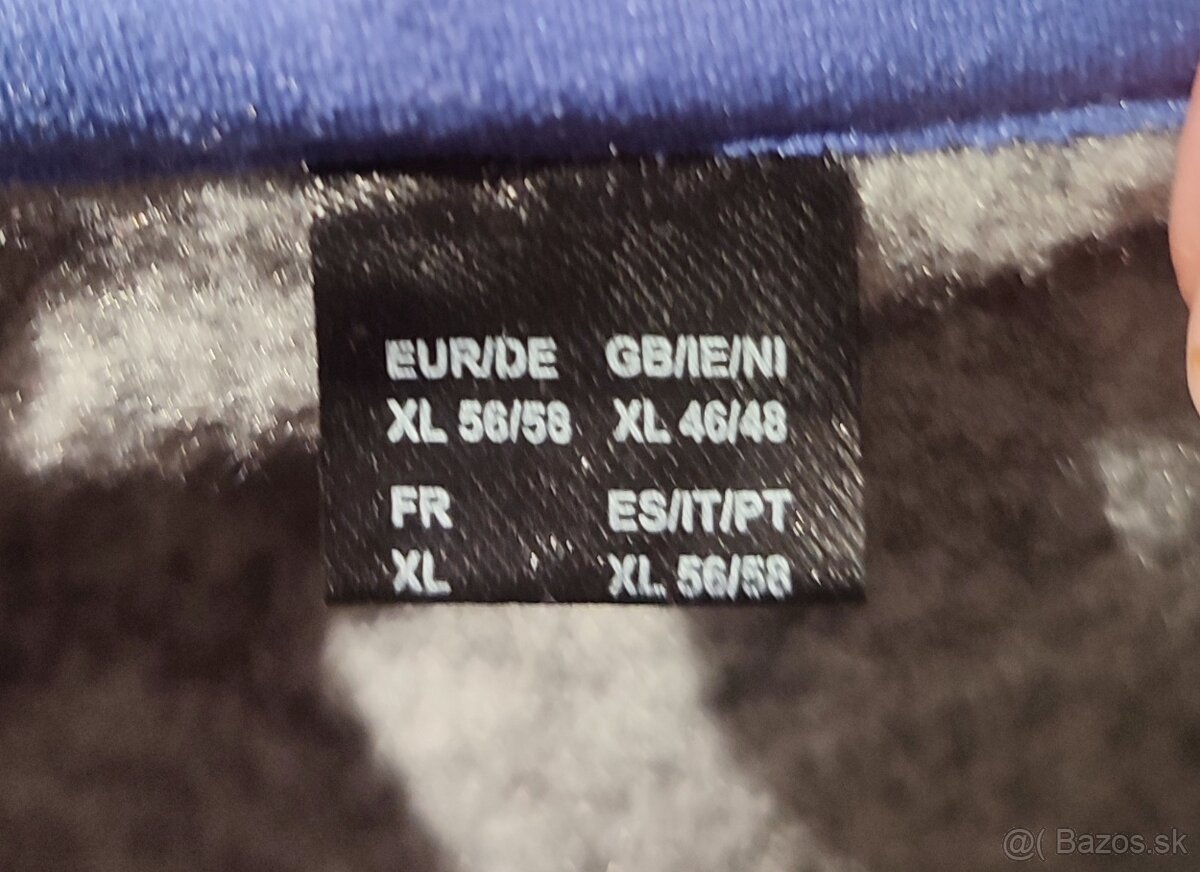 EUR/DE GB/IE/NI
XL 56/58 XL 46/48
FR ES/IT/PT
XL XL 56/58
@( Bazos.sk